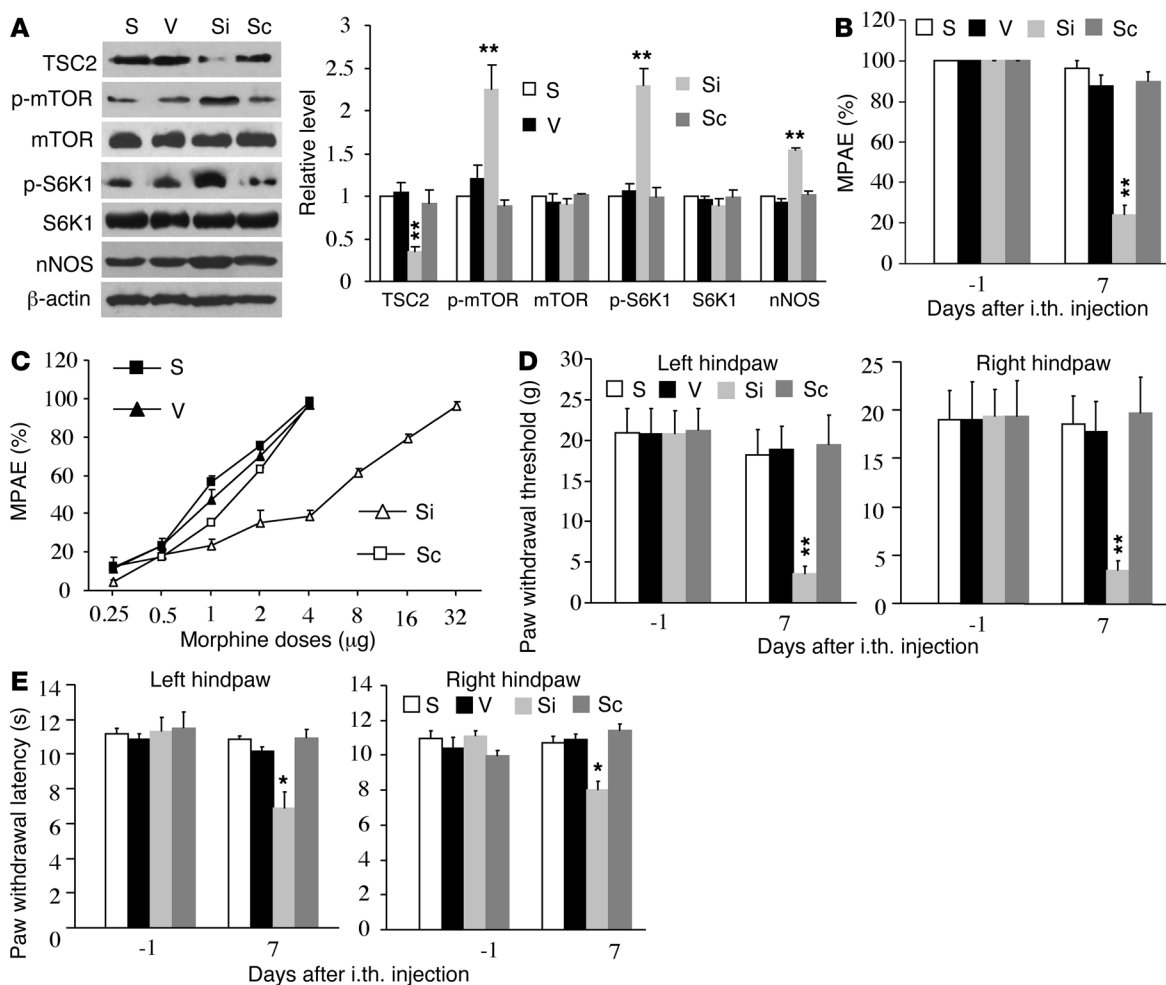 A
S V Si Sc
TSC2
p-mTOR
mTOR
p-S6K1
S6K1
nNOS
β-actin
Relative level
3
2.5
2
1.5
1
0.5
0
**
**
**
**
S
V
Si
Sc
TSC2 p-mTOR mTOR p-S6K1 S6K1 nNOS
B
S V Si Sc
MPAE (%)
120
100
80
60
40
20
0
**
-1 7
Days after i.th. injection
C
MPAE (%)
120
100
80
60
40
20
0
S
V
Si
Sc
0.25 0.5 1 2 4 8 16 32
Morphine doses (μg)
D
Paw withdrawal threshold (g)
Left hindpaw
S V Si Sc
30
25
20
15
10
5
0
**
-1 7
Right hindpaw
25
20
15
10
5
0
**
-1 7
Days after i.th. injection
E
Paw withdrawal latency (s)
Left hindpaw
14
12
10
8
6
4
2
0
*
-1 7
Right hindpaw
S V Si Sc
14
12
10
8
6
4
2
0
*
-1 7
Days after i.th. injection